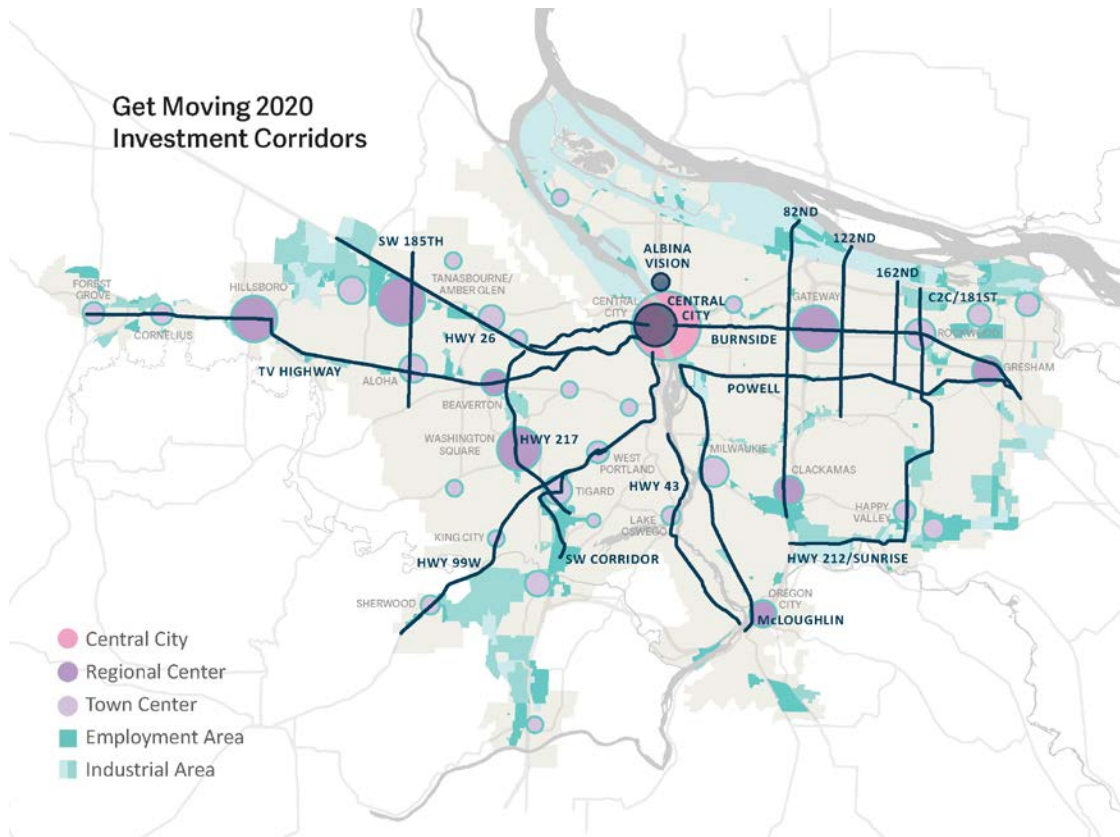 Get Moving 2020
Investment Corridors
82ND
122ND
SW 185TH
ALBINA
VISION
162ND
TANASBOURNE/
AMBER GLEN
FOREST
GROVE
HILLSBORO
CENTRAL
CITY
CENTRAL
CITY
GATEWAY
C2C/181ST
ROCKWOOD
CORNELIUS
HWY 26
BURNSIDE
TV HIGHWAY
ALOHA
GRESHAM
POWELL
BEAVERTON
WASHINGTON
SQUARE
HWY 217
WEST
PORTLAND
MILWAUKIE
CLACKAMAS
HWY 43
TIGARD
HAPPY
VALLEY
LAKE
OSWEGO
KING CITY
HWY 99W
SW CORRIDOR
HWY 212/SUNRISE
SHERWOOD
OREGON
CITY
McLOUGHLIN
Central City
Regional Center
Town Center
Employment Area
Industrial Area